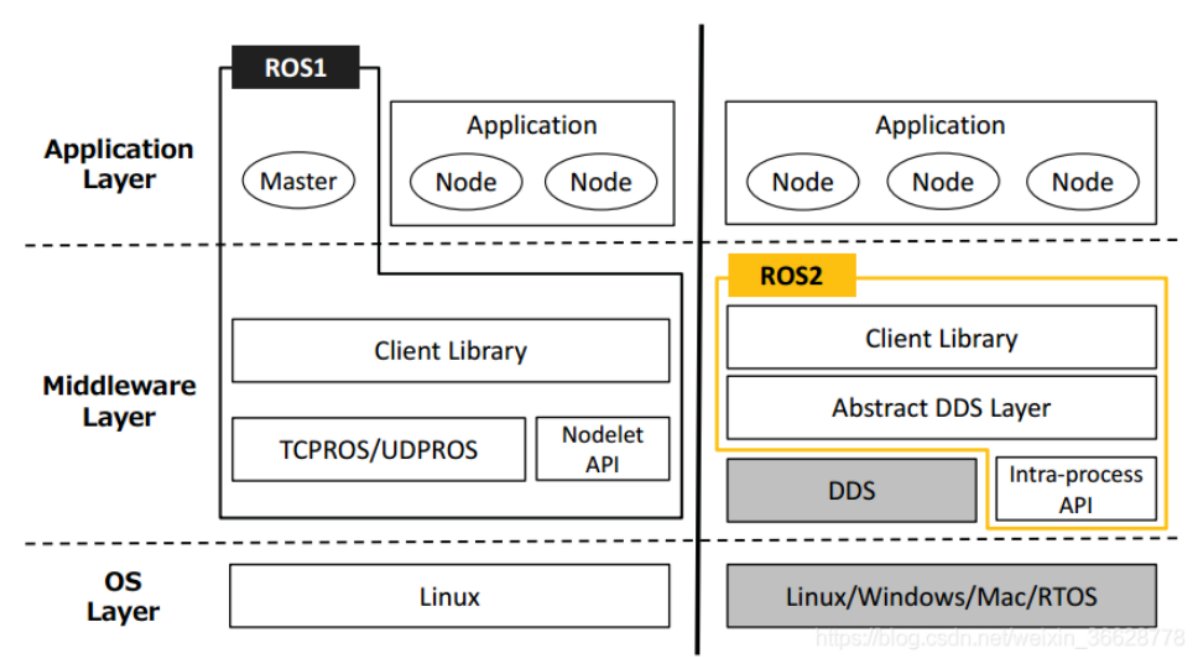 ROS1
Application
Layer
Master
Application
Node
Node
Application
Node
Node
Node
Middleware
Layer
Client Library
TCPROS/UDPROS
Nodelet
API
ROS2
Client Library
Abstract DDS Layer
DDS
Intra-process
API
OS
Layer
Linux
Linux/Windows/Mac/RTOS
https://blog.csdn.net/weixin_36628778